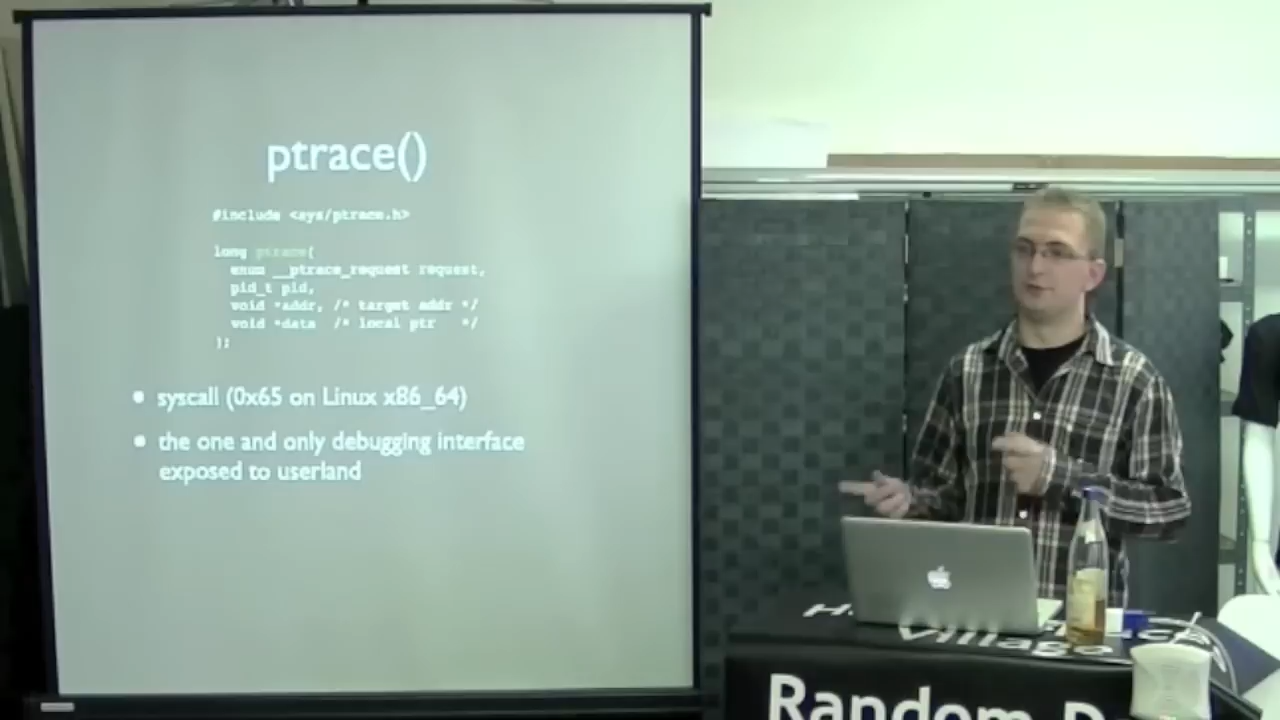 ptrace()
#include <sys/ptrace.h>
long ptrace(
enum __ptrace_request request,
pid_t pid,
void *addr, /* target addr */
void *data /* local ptr */
);
• syscall (0x65 on Linux x86_64)
• the one and only debugging interface
exposed to userland
Village
Random